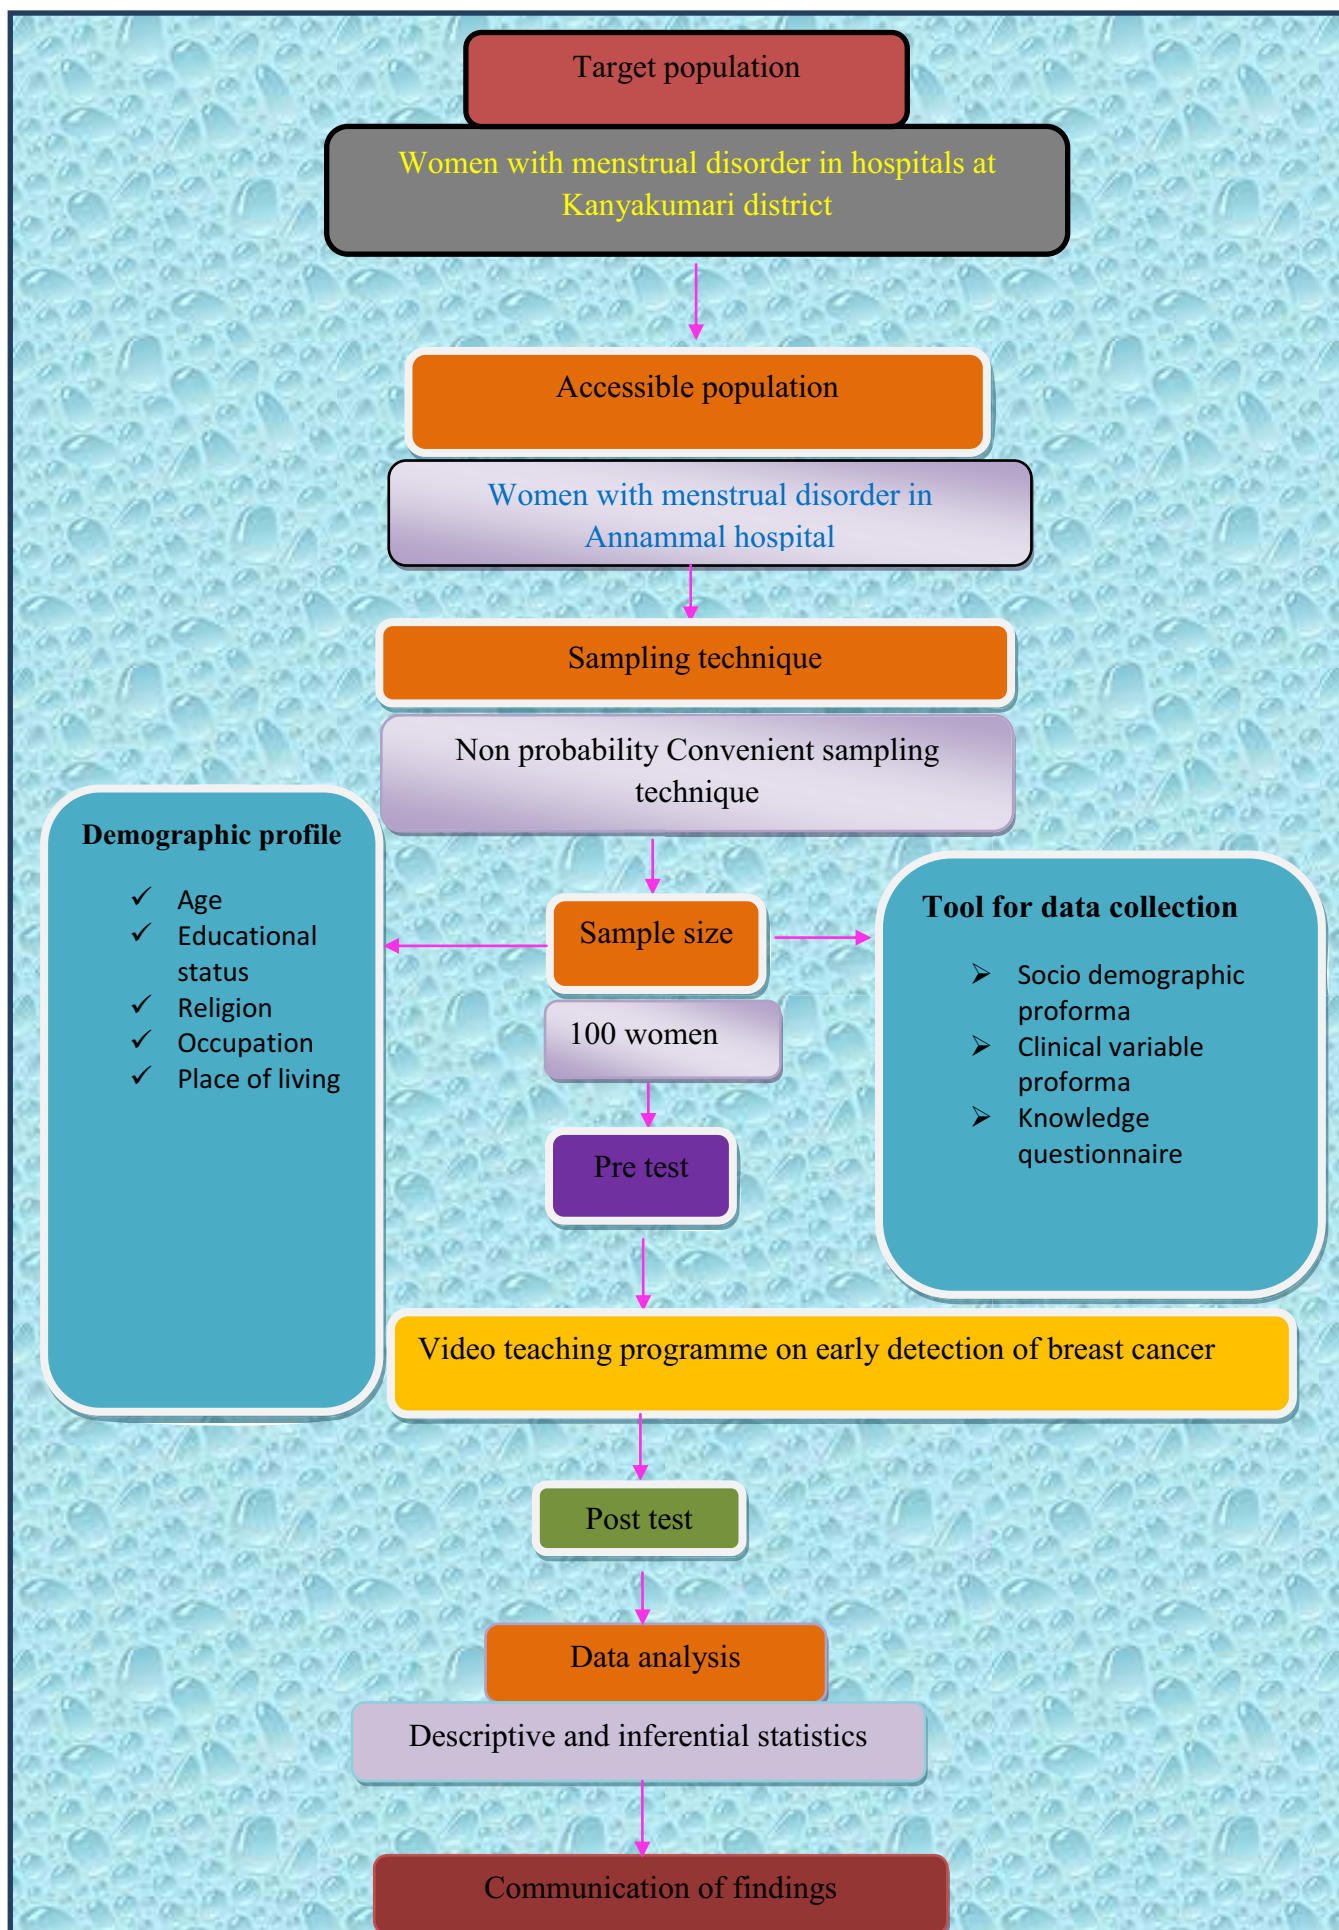 Target population
Women with menstrual disorder in hospitals at
Kanyakumari district
Accessible population
Women with menstrual disorder in
Annammal hospital
Sampling technique
Non probability Convenient sampling
technique
Demographic profile
✓ Age
✓ Educational
status
✓ Religion
✓ Occupation
✓ Place of living
Sample size
100 women
Tool for data collection
➢ Socio demographic
proforma
➢ Clinical variable
proforma
➢ Knowledge
questionnaire
Pre test
Video teaching programme on early detection of breast cancer
Post test
Data analysis
Descriptive and inferential statistics
Communication of findings